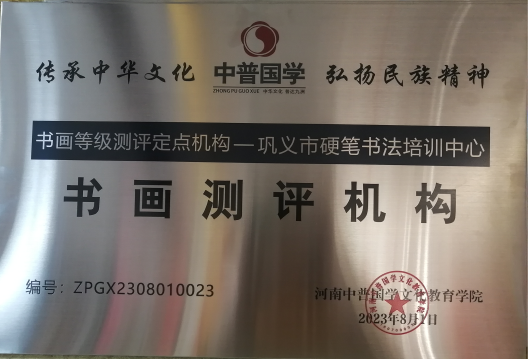 传承中华文化 中普国学 弘扬民族精神
ZHONG PU GUO XUE
书画等级测评定点机构—巩义市硬笔书法培训中心
书画测评机构
编号：ZPGX2308010023
河南中普国学文化教育学院
2023年8月1日